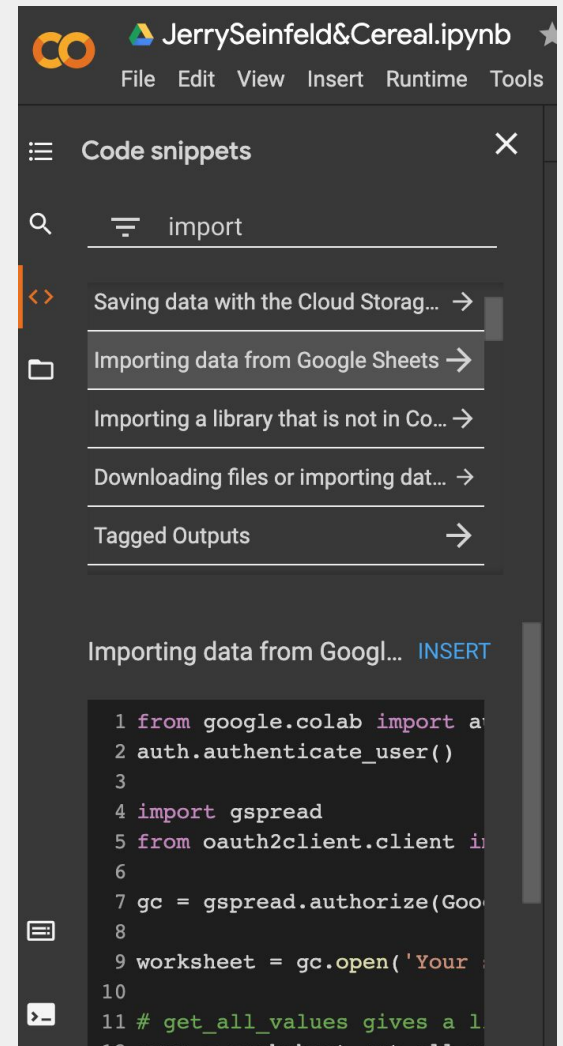 JerrySeinfeld&Cereal.ipynb
File Edit View Insert Runtime Tools
Code snippets
import
Saving data with the Cloud Storag...
Importing data from Google Sheets
Importing a library that is not in Co...
Downloading files or importing dat...
Tagged Outputs
Importing data from Googl... INSERT
1 from google.colab import a
2 auth.authenticate_user()
3
4 import gspread
5 from oauth2client.client i
6
7 gc = gspread.authorize(Goo
8
9 worksheet = gc.open('Your
10
11 # get_all_values gives a l